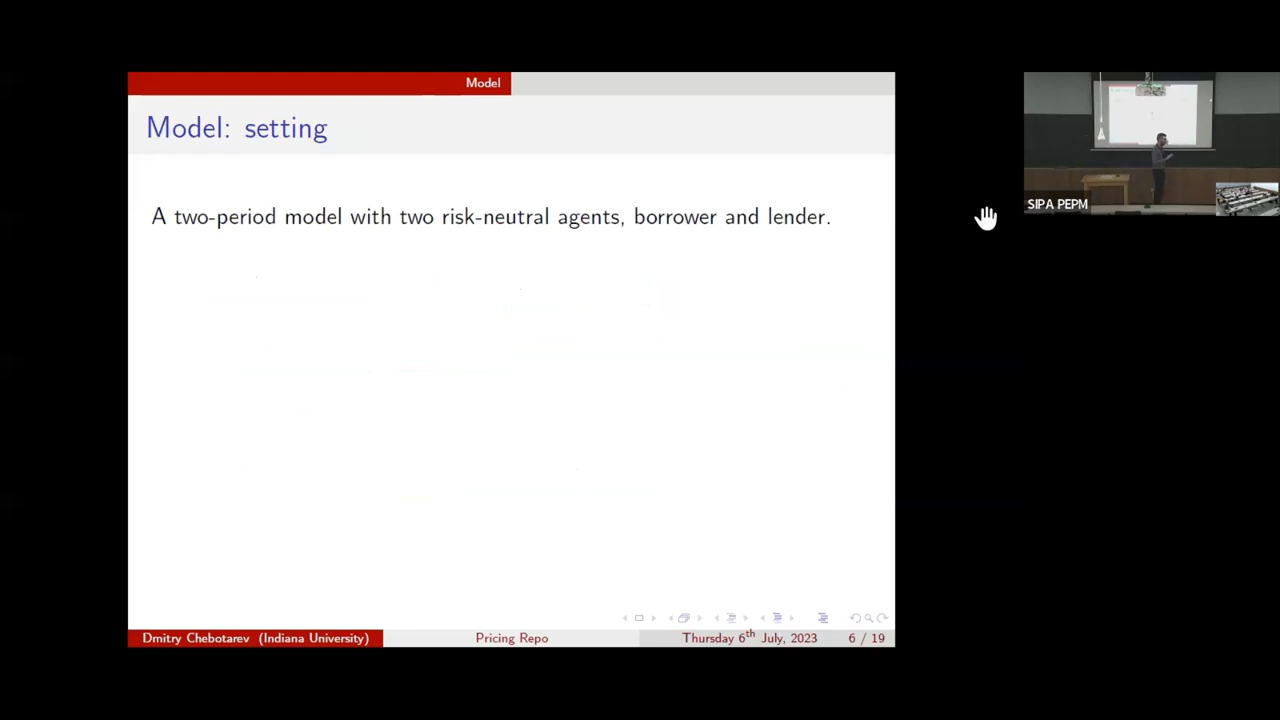 Model
Model: setting
A two-period model with two risk-neutral agents, borrower and lender.
SIPA PEPM
Dmitry Chebotarev (Indiana University)
Pricing Repo
Thursday 6th July, 2023
6 / 19